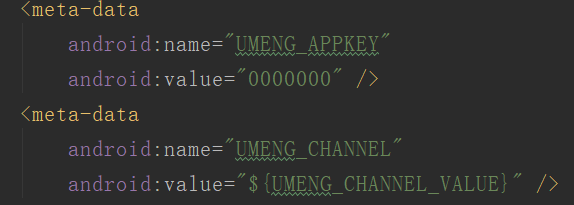 <meta-data
android:name="UMENG_APPKEY"
android:value="0000000" />
<meta-data
android:name="UMENG_CHANNEL"
android:value="${UMENG_CHANNEL_VALUE}" />